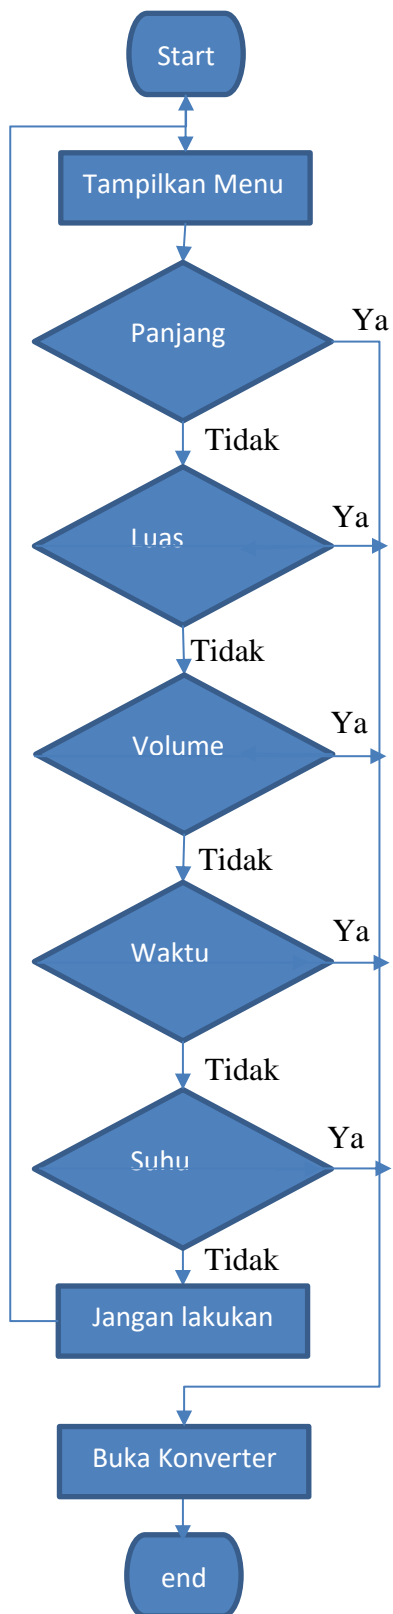 Start
Tampilkan Menu
Panjang
Ya
Tidak
Luas
Ya
Tidak
Volume
Ya
Tidak
Waktu
Ya
Tidak
Suhu
Ya
Tidak
Jangan lakukan
Buka Konverter
end